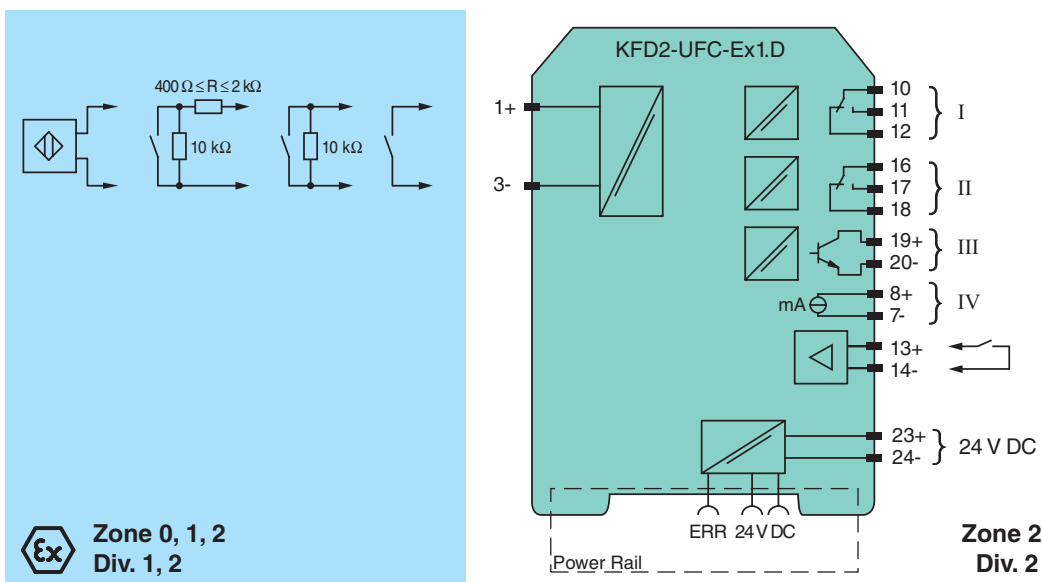 KFD2-UFC-Ex1.D
400 Ω ≤ R ≤ 2 kΩ
10 kΩ
10 kΩ
1+
3-
10
11
12
I
16
17
18
II
19+
20-
III
mA
8+
7-
IV
13+
14-
23+
24-
24 V DC
ERR 24 V DC
Power Rail
Ex
Zone 0, 1, 2
Div. 1, 2
Zone 2
Div. 2